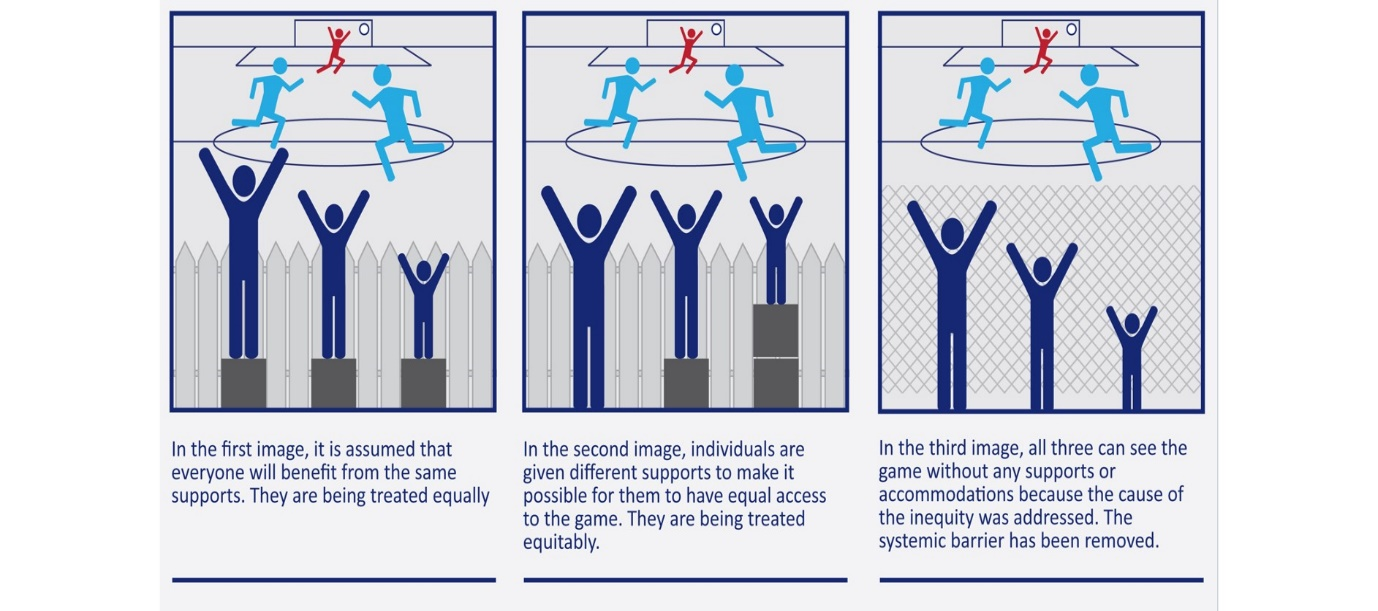 In the first image, it is assumed that
everyone will benefit from the same
supports. They are being treated equally
In the second image, individuals are
given different supports to make it
possible for them to have equal access
to the game. They are being treated
equitably.
In the third image, all three can see the
game without any supports or
accommodations because the cause of
the inequity was addressed. The
systemic barrier has been removed.